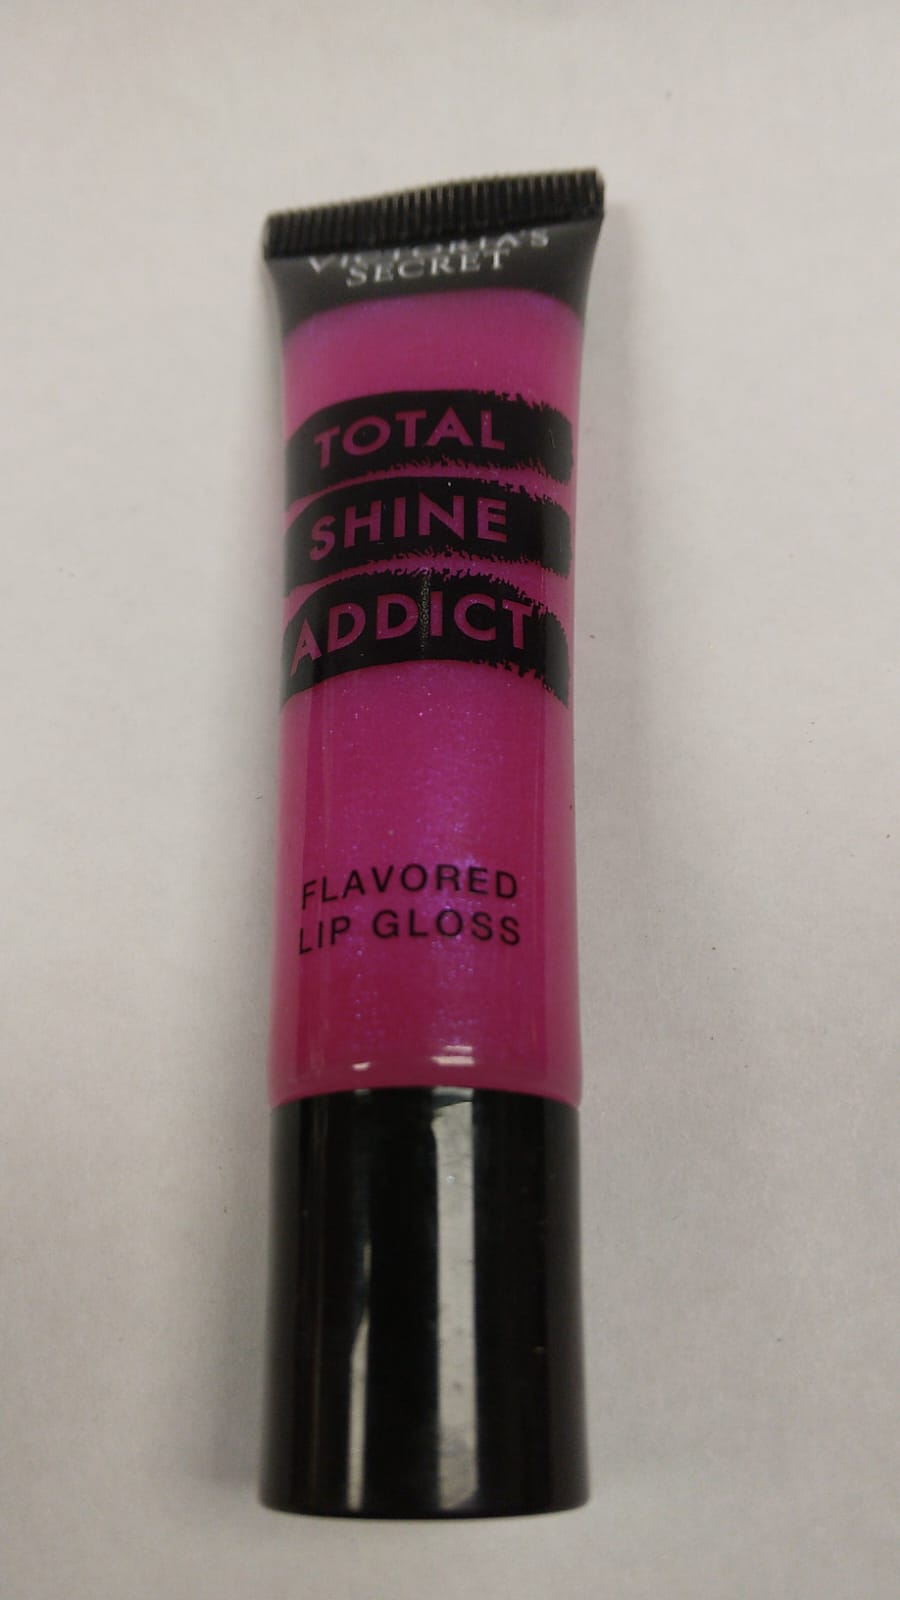 VICTORIA'S
SECRET
TOTAL
SHINE
ADDICT
FLAVORED
LIP GLOSS